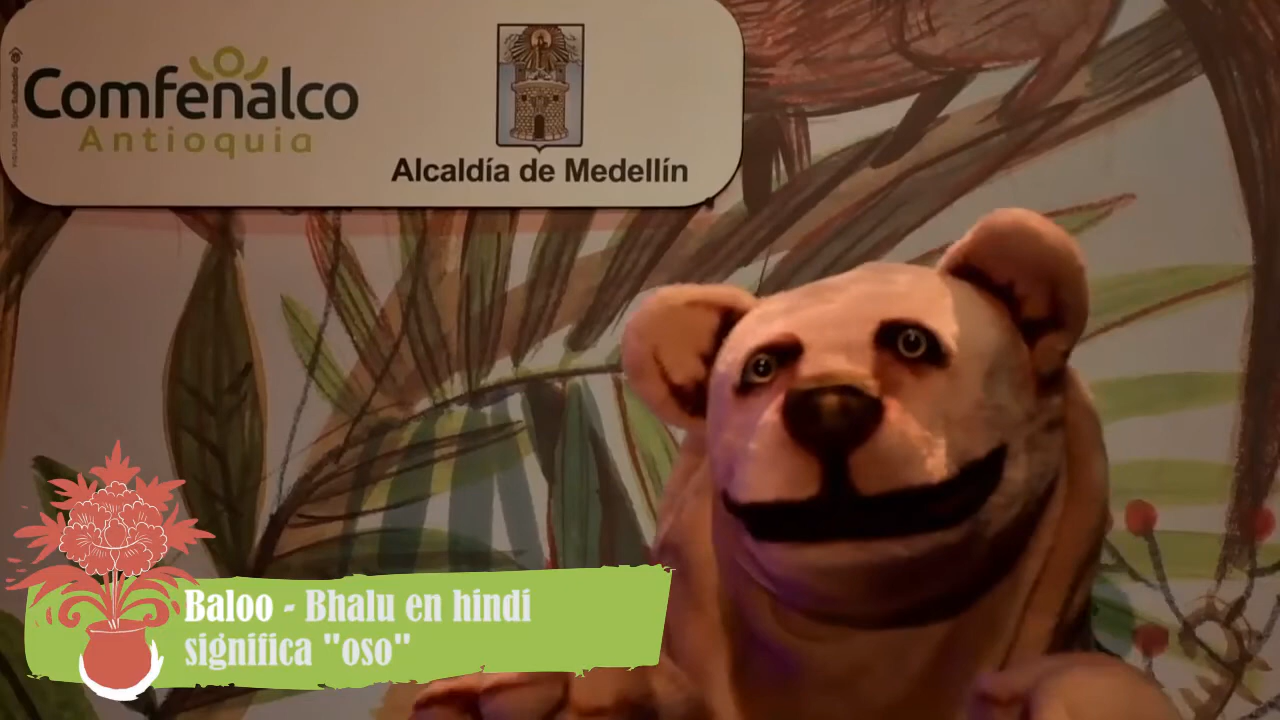 Comfenalco
Antioquia
Alcaldía de Medellín
Baloo - Bhalu en hindi
significa "oso"